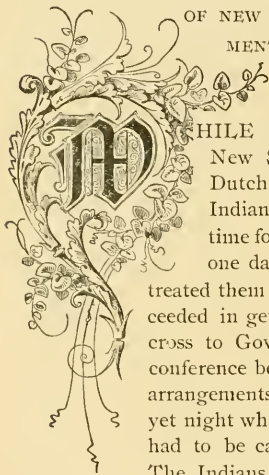 OF NEW
MENT
WHILE
New S
Dutch
Indian
time fo
one da
treated them
ceeded in ge
cross to Gov
conference be
arrangements
yet night wh
had to be ca
The Indians